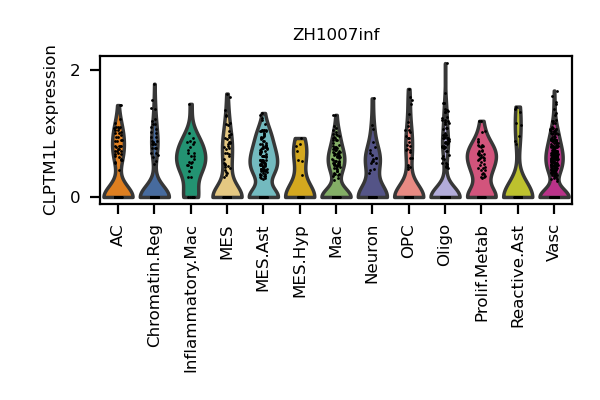 ZH1007inf
CLPTM1L expression
2
0
AC
Chromatin.Reg
Inflammatory.Mac
MES
MES.Ast
MES.Hyp
Mac
Neuron
OPC
Oligo
Prolif.Metab
Reactive.Ast
Vasc